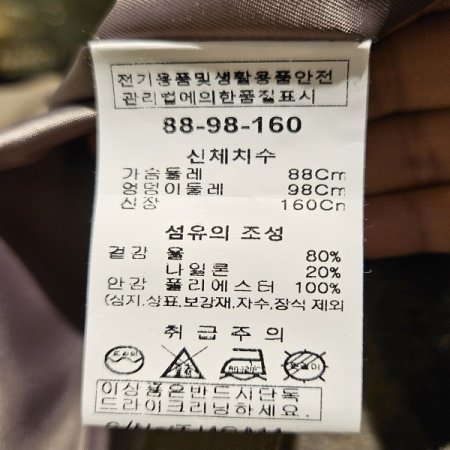 전기용품및생활용품안전
관리법에의한품질표시
88-98-160
신체치수
가슴둘레 88Cm
엉덩이둘레 98Cm
신장 160Cm
섬유의 조성
겉감 울 80%
나일론 20%
안감 폴리에스터 100%
(심지,상표,보강재,자수,장식 제외
취급주의
드라이
이상품은반드시단독
드라이크리닝하세요.